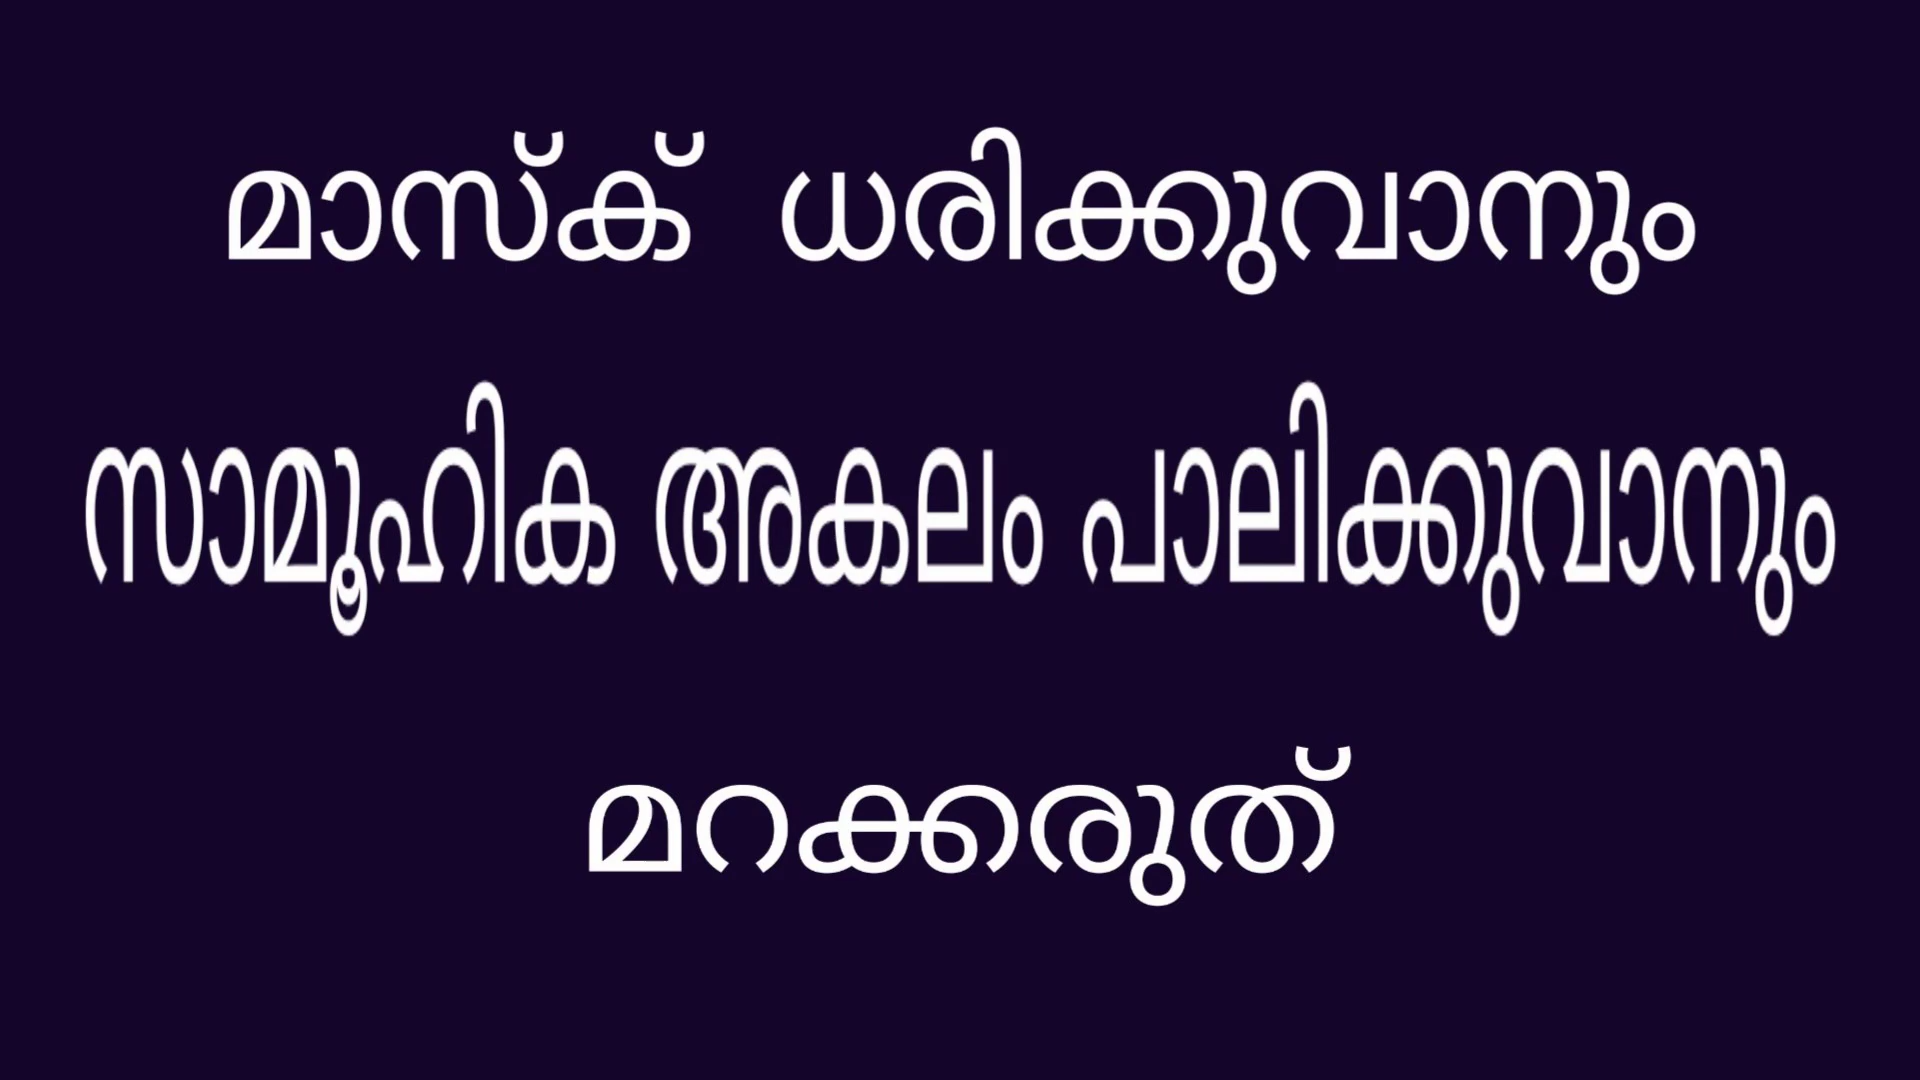 മാസ്ക് ധരിക്കുവാനും
സാമൂഹിക അകലം പാലിക്കുവാനും
മറക്കരുത്